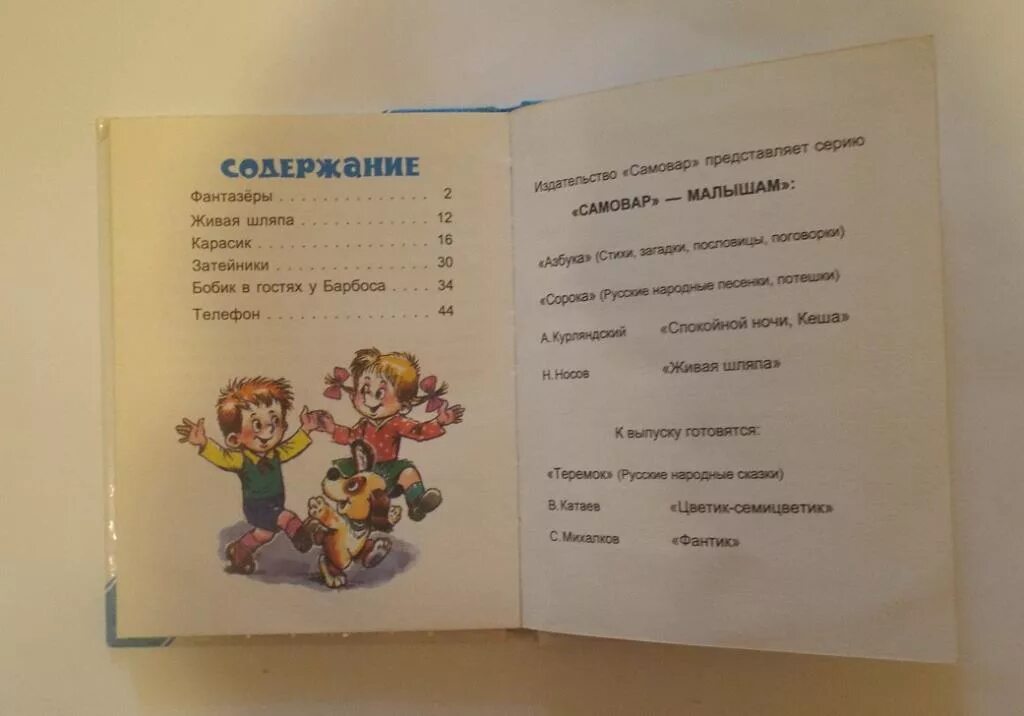 СОДЕРЖАНИЕ
Фантазёры . . . . . . . . . . . . . . 2
Живая шляпа . . . . . . . . . . . . 12
Карасик . . . . . . . . . . . . . . . . 16
Затейники . . . . . . . . . . . . . . 30
Бобик в гостях у Барбоса . . . . 34
Телефон . . . . . . . . . . . . . . . 44
Издательство «Самовар» представляет серию
«САМОВАР» — МАЛЫШАМ»:
«Азбука» (Стихи, загадки, пословицы, поговорки)
«Сорока» (Русские народные песенки, потешки)
А.Курляндский «Спокойной ночи, Кеша»
Н.Носов «Живая шляпа»
К выпуску готовятся:
«Теремок» (Русские народные сказки)
В.Катаев «Цветик-семицветик»
С.Михалков «Фантик»